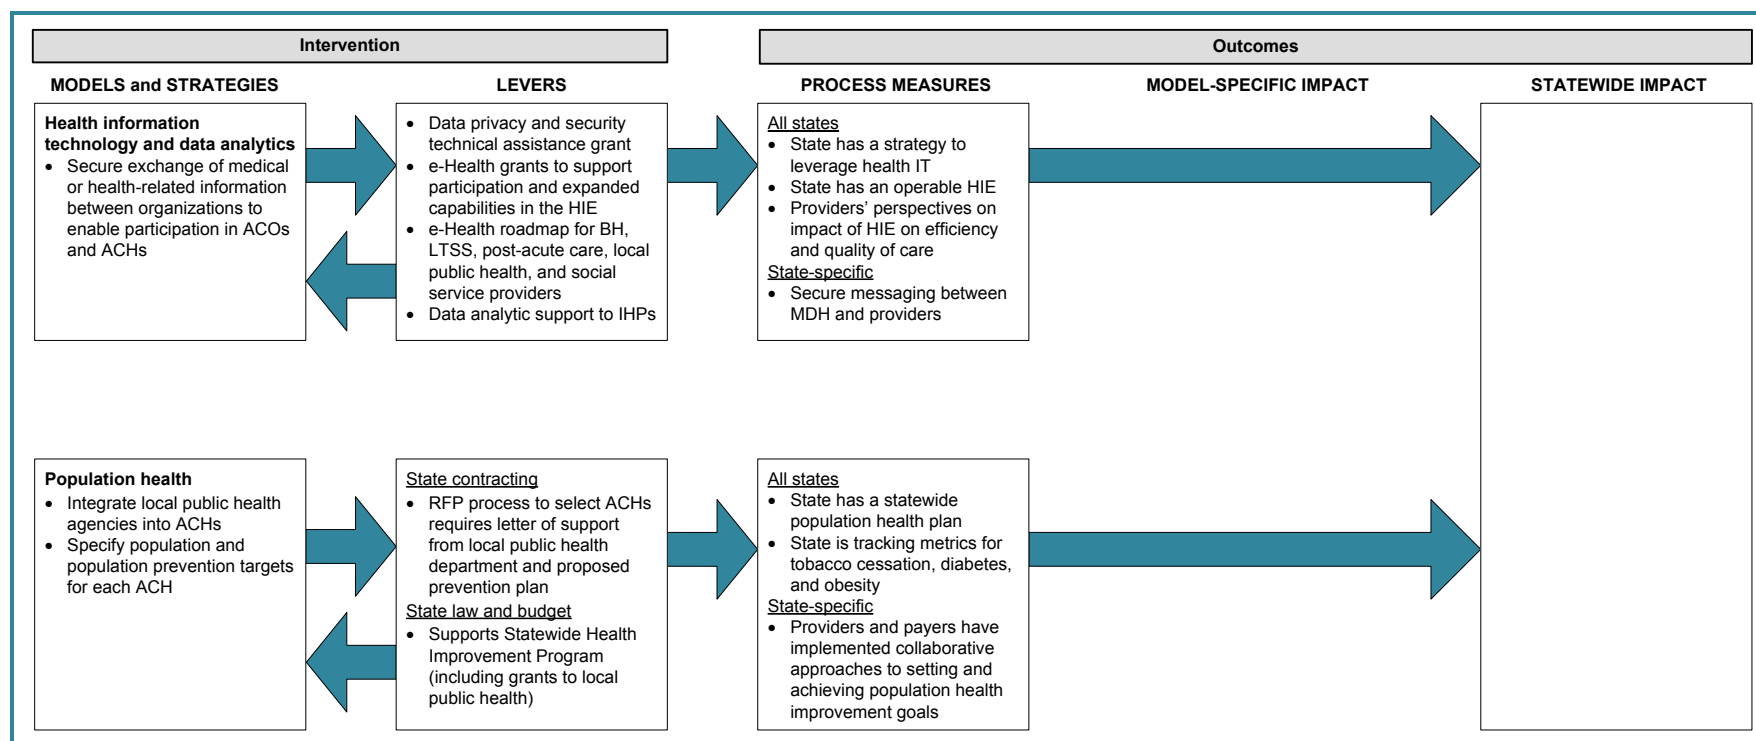 Intervention
Outcomes
MODELS and STRATEGIES
LEVERS
PROCESS MEASURES
MODEL-SPECIFIC IMPACT
STATEWIDE IMPACT
Health information
technology and data analytics
• Secure exchange of medical
or health-related information
between organizations to
enable participation in ACOs
and ACHs
• Data privacy and security
technical assistance grant
• e-Health grants to support
participation and expanded
capabilities in the HIE
• e-Health roadmap for BH,
LTSS, post-acute care, local
public health, and social
service providers
• Data analytic support to IHPs
All states
• State has a strategy to
leverage health IT
• State has an operable HIE
• Providers' perspectives on
impact of HIE on efficiency
and quality of care
State-specific
• Secure messaging between
MDH and providers
Population health
• Integrate local public health
agencies into ACHs
• Specify population and
population prevention targets
for each ACH
State contracting
• RFP process to select ACHs
requires letter of support
from local public health
department and proposed
prevention plan
State law and budget
• Supports Statewide Health
Improvement Program
(including grants to local
public health)
All states
• State has a statewide
population health plan
• State is tracking metrics for
tobacco cessation, diabetes,
and obesity
State-specific
• Providers and payers have
implemented collaborative
approaches to setting and
achieving population health
improvement goals